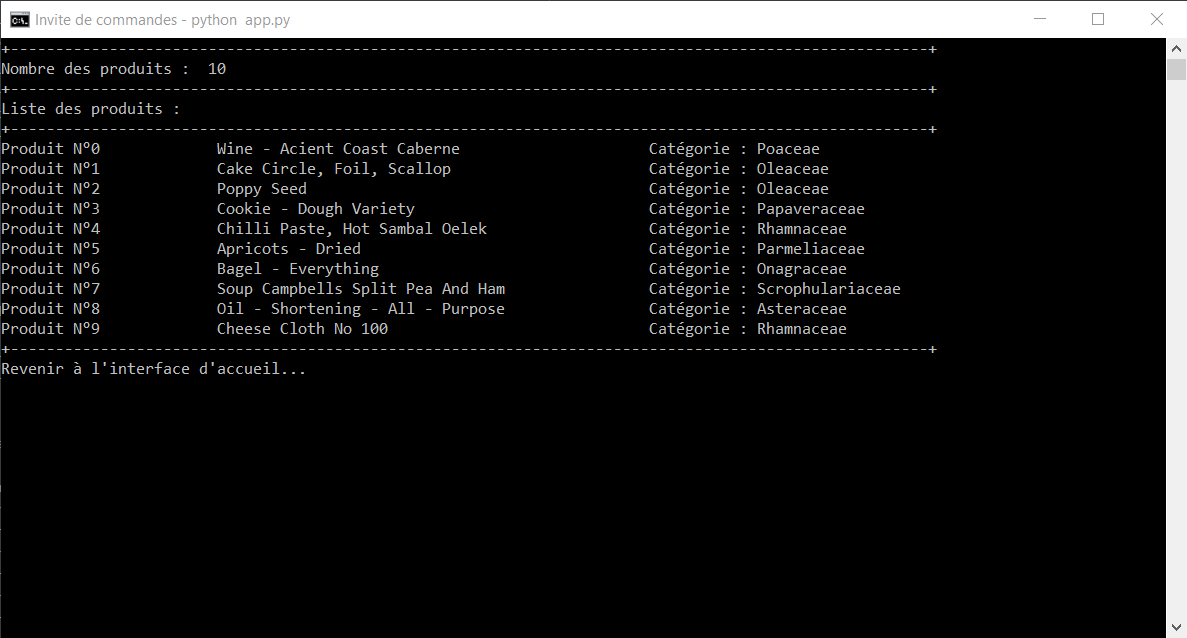 Invite de commandes - python  app.py
+------------------------------------------------------------------------------------------------------+
Nombre des produits :  10
+------------------------------------------------------------------------------------------------------+
Liste des produits :
+------------------------------------------------------------------------------------------------------+
Produit N°0             Wine - Acient Coast Caberne                     Catégorie : Poaceae
Produit N°1             Cake Circle, Foil, Scallop                      Catégorie : Oleaceae
Produit N°2             Poppy Seed                                      Catégorie : Oleaceae
Produit N°3             Cookie - Dough Variety                          Catégorie : Papaveraceae
Produit N°4             Chilli Paste, Hot Sambal Oelek                  Catégorie : Rhamnaceae
Produit N°5             Apricots - Dried                                Catégorie : Parmeliaceae
Produit N°6             Bagel - Everything                              Catégorie : Onagraceae
Produit N°7             Soup Campbells Split Pea And Ham                Catégorie : Scrophulariaceae
Produit N°8             Oil - Shortening - All - Purpose                Catégorie : Asteraceae
Produit N°9             Cheese Cloth No 100                             Catégorie : Rhamnaceae
+------------------------------------------------------------------------------------------------------+
Revenir à l'interface d'accueil...